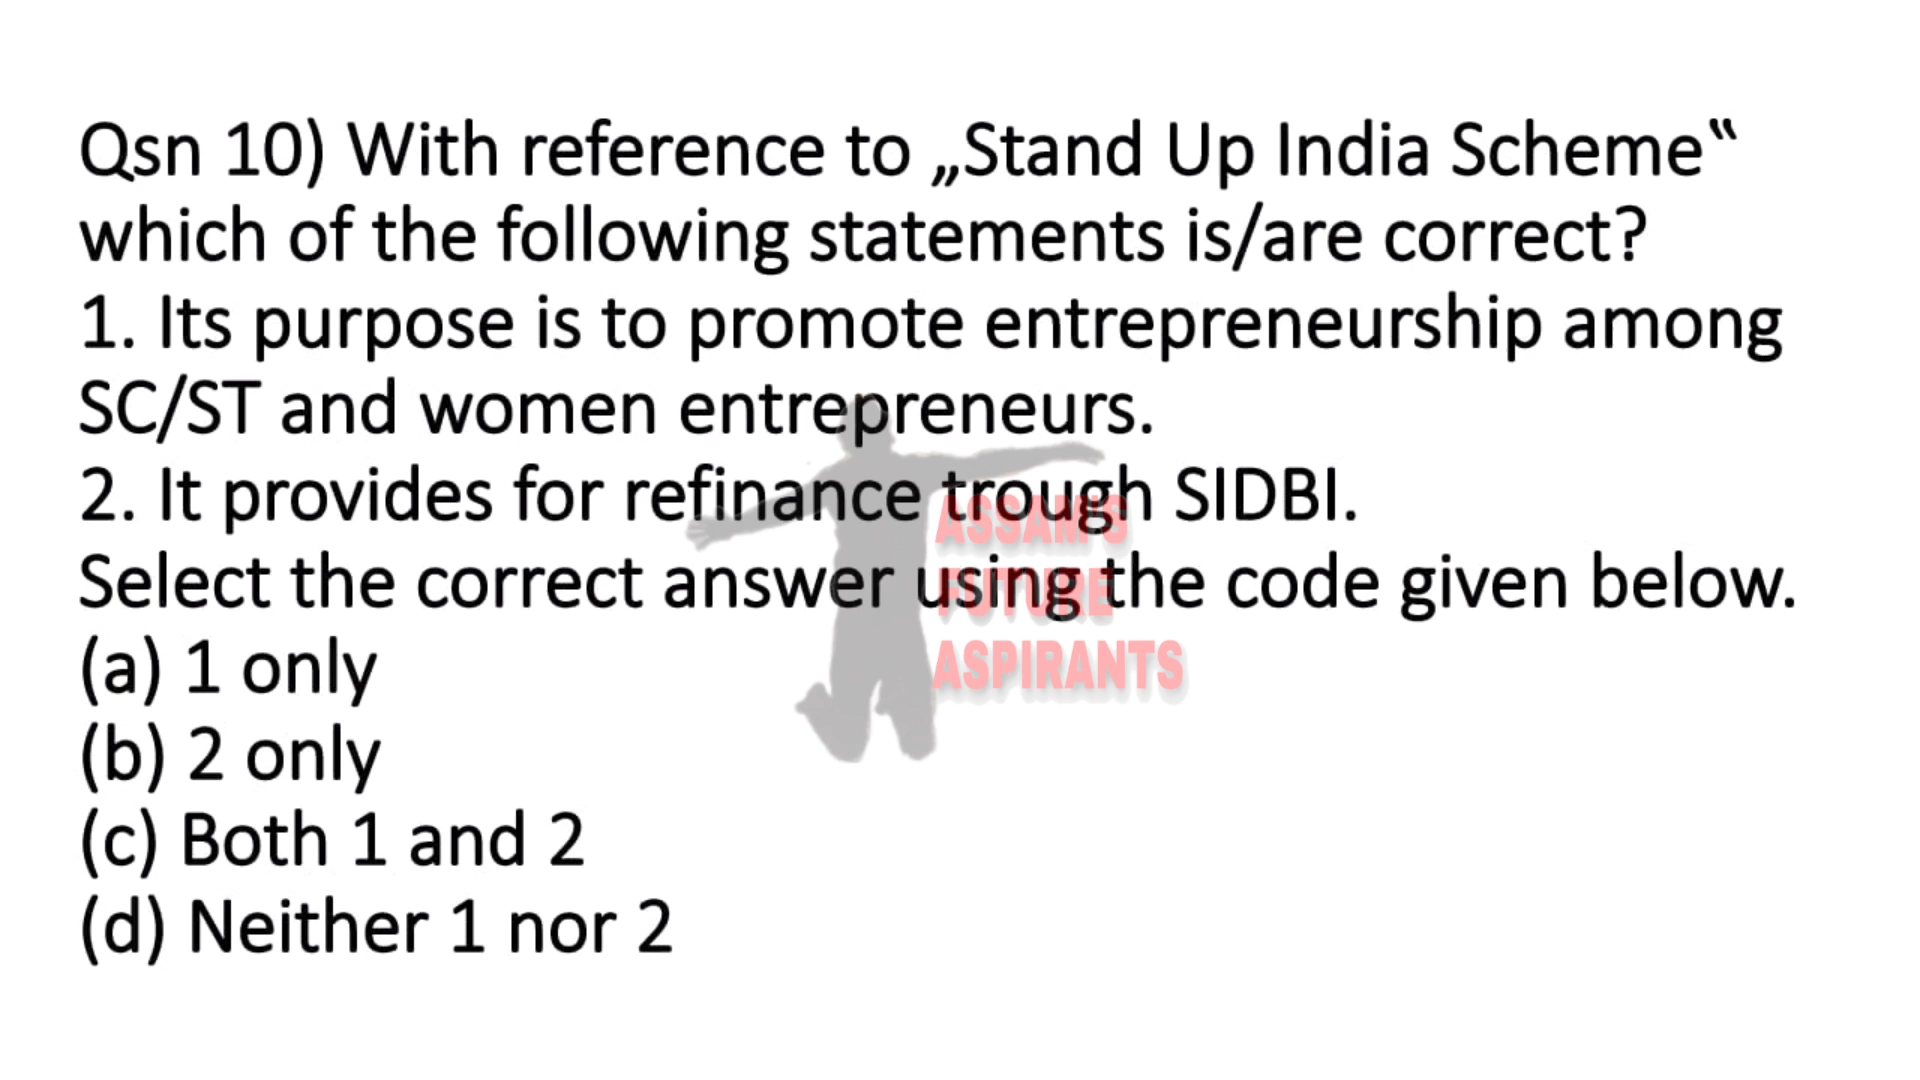 Qsn 10) With reference to „Stand Up India Scheme‟
which of the following statements is/are correct?
1. Its purpose is to promote entrepreneurship among
SC/ST and women entrepreneurs.
2. It provides for refinance trough SIDBI.
Select the correct answer using the code given below.
(a) 1 only
(b) 2 only
(c) Both 1 and 2
(d) Neither 1 nor 2
ASSAM'S
FUTURE
ASPIRANTS